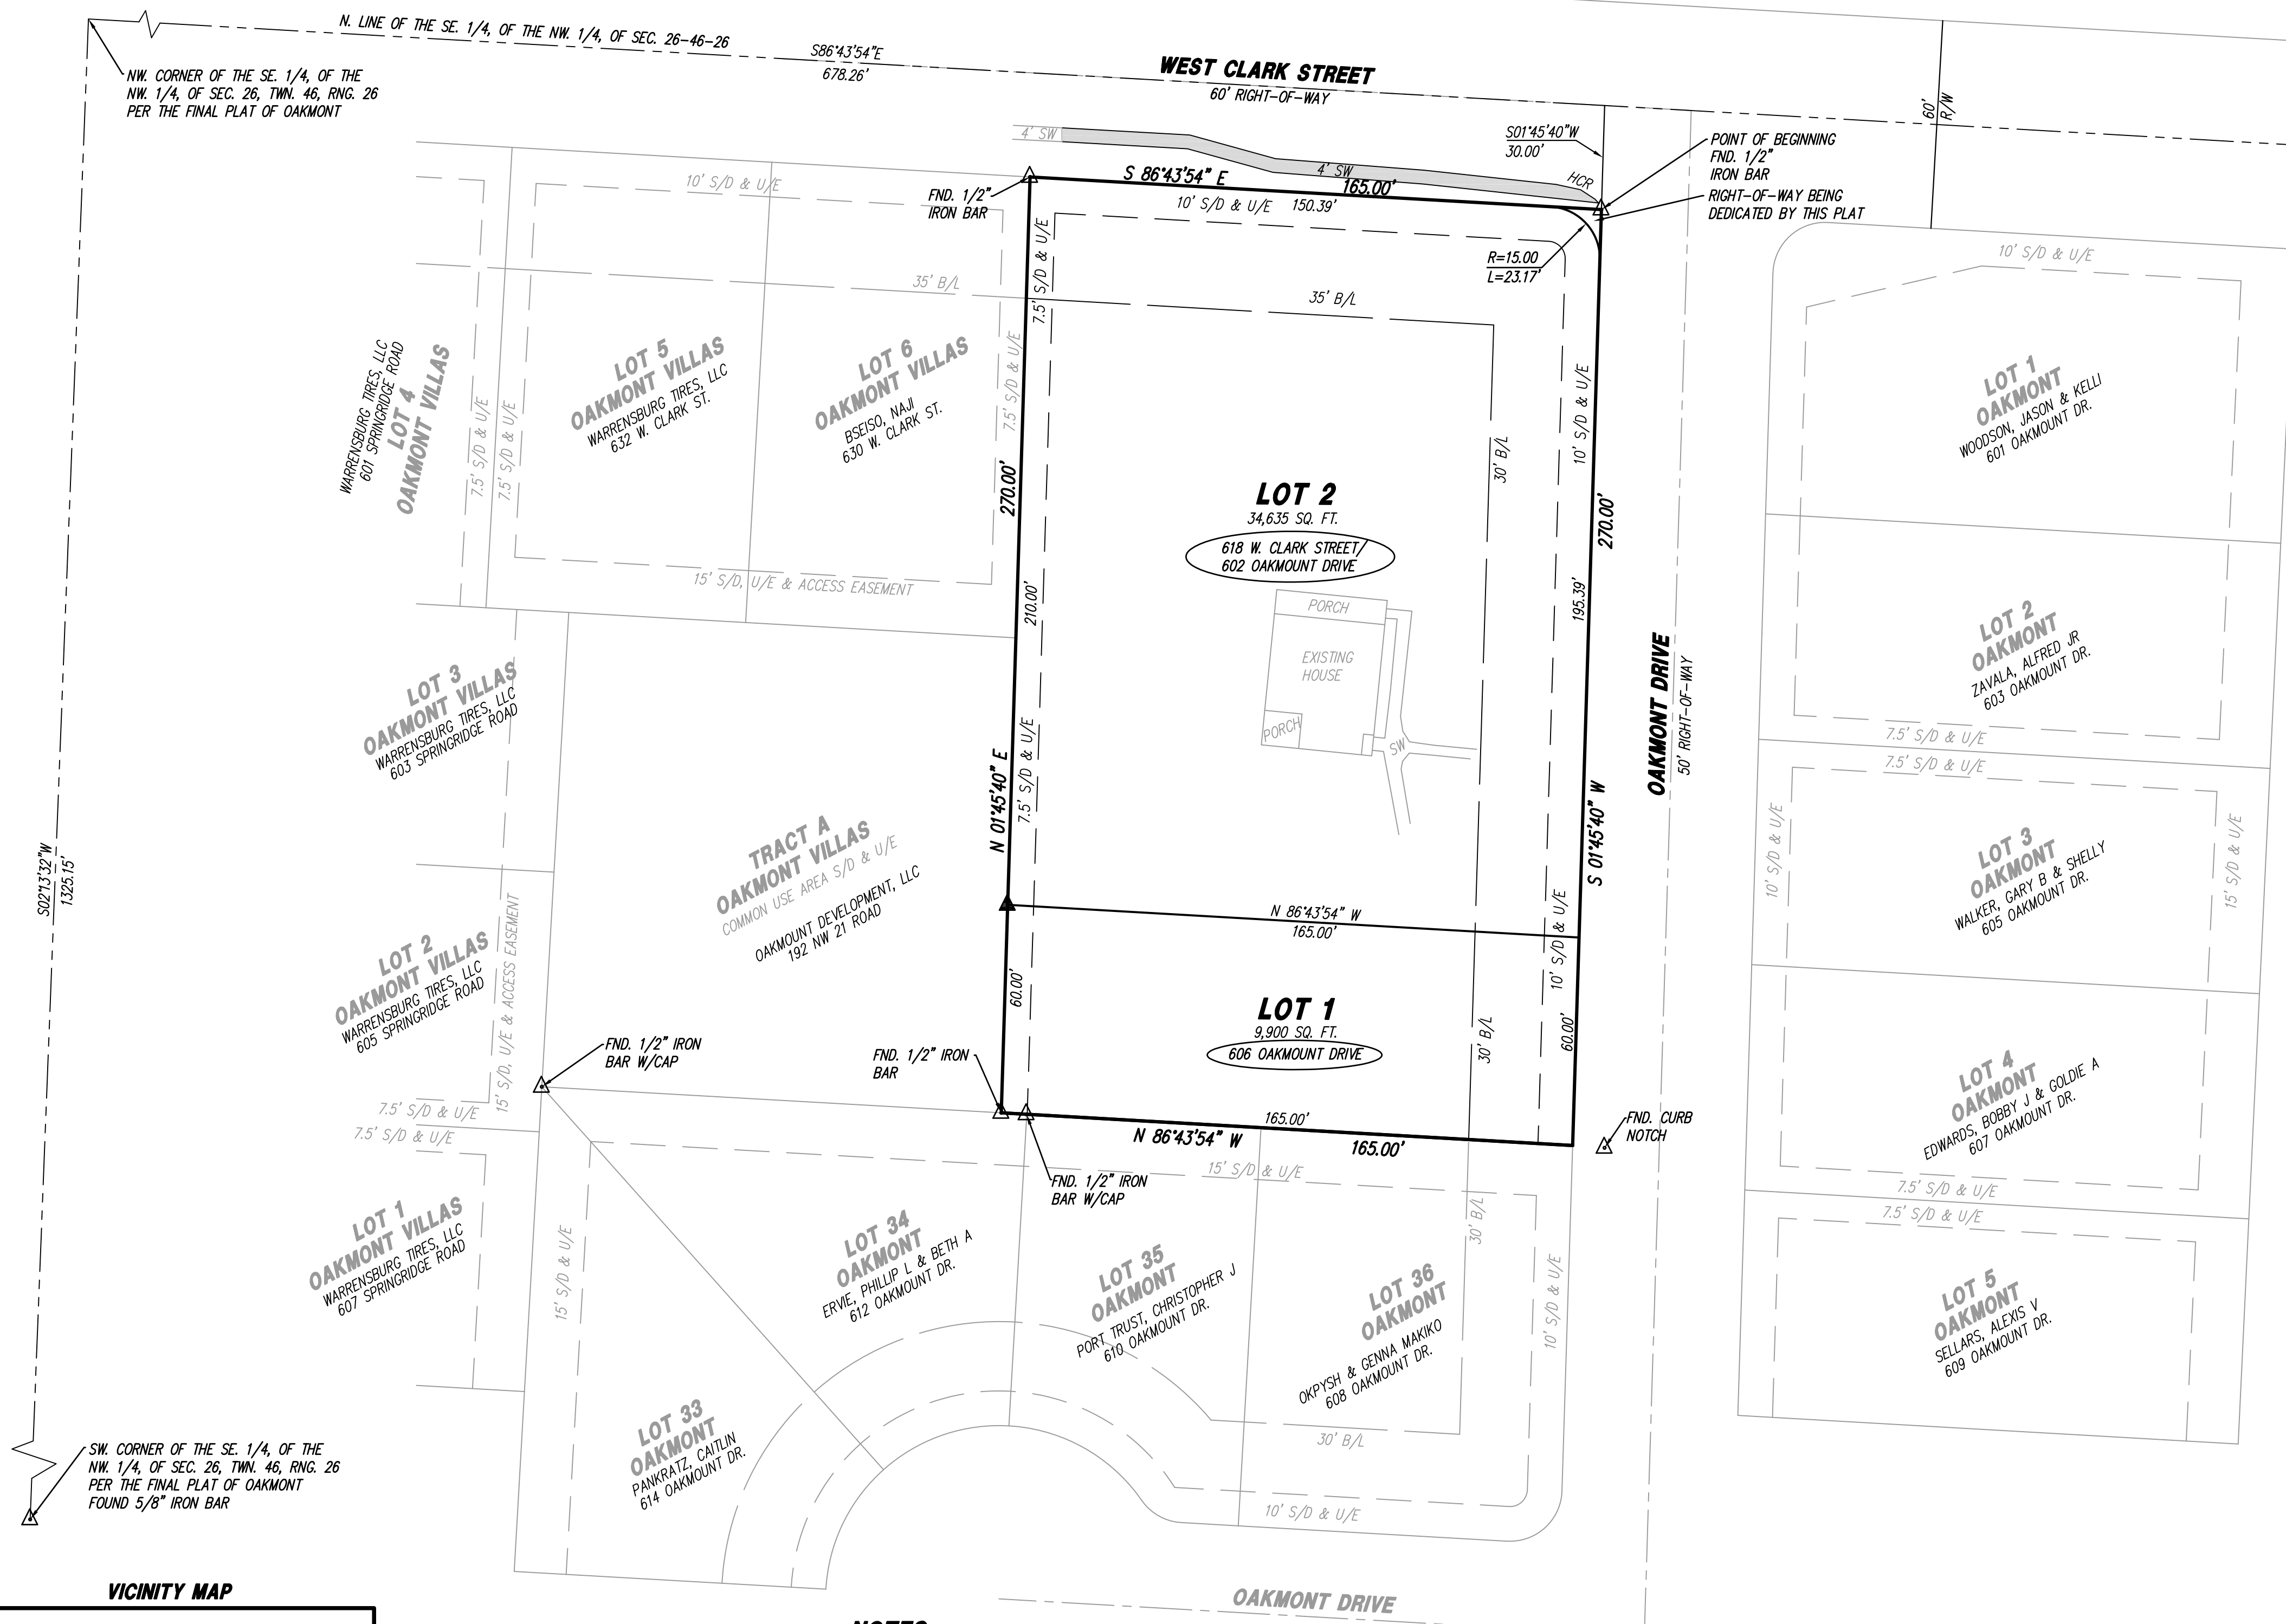 N. LINE OF THE SE. 1/4, OF THE NW. 1/4, OF SEC. 26-46-26
S86°43'54"E
678.26'
WEST CLARK STREET
60' RIGHT-OF-WAY
NW. CORNER OF THE SE. 1/4, OF THE
NW. 1/4, OF SEC. 26, TWN. 46, RNG. 26
PER THE FINAL PLAT OF OAKMONT
60'
R/W
S01°45'40"W
30.00'
POINT OF BEGINNING
FND. 1/2"
IRON BAR
RIGHT-OF-WAY BEING
DEDICATED BY THIS PLAT
4' SW
4' SW
HCR
FND. 1/2"
IRON BAR
S 86°43'54" E
165.00'
10' S/D & U/E
150.39'
10' S/D & U/E
R=15.00
L=23.17'
10' S/D & U/E
7.5' S/D & U/E
35' B/L
35' B/L
7.5' S/D & U/E
10' S/D & U/E
30' B/L
WARRENSBURG TIRES, LLC
601 SPRINGRIDGE ROAD
LOT 4
OAKMONT VILLAS
7.5' S/D & U/E
7.5' S/D & U/E
LOT 5
OAKMONT VILLAS
WARRENSBURG TIRES, LLC
632 W. CLARK ST.
LOT 6
OAKMONT VILLAS
BSEISO, NAJI
630 W. CLARK ST.
15' S/D, U/E & ACCESS EASEMENT
270.00'
210.00'
LOT 2
34,635 SQ. FT.
618 W. CLARK STREET/
602 OAKMOUNT DRIVE
PORCH
EXISTING
HOUSE
PORCH
SW
270.00'
195.39'
OAKMONT DRIVE
50' RIGHT-OF-WAY
LOT 1
OAKMONT
WOODSON, JASON & KELLI
601 OAKMOUNT DR.
LOT 2
OAKMONT
ZAVALA, ALFRED JR
603 OAKMOUNT DR.
7.5' S/D & U/E
7.5' S/D & U/E
10' S/D & U/E
15' S/D & U/E
LOT 3
OAKMONT
WALKER, GARY B & SHELLY
605 OAKMOUNT DR.
LOT 3
OAKMONT VILLAS
WARRENSBURG TIRES, LLC
603 SPRINGRIDGE ROAD
S02°13'32"W
1325.15'
TRACT A
OAKMONT VILLAS
COMMON USE AREA S/D & U/E
OAKMOUNT DEVELOPMENT, LLC
192 NW 21 ROAD
N 01°45'40" E
7.5' S/D & U/E
S 01°45'40" W
N 86°43'54" W
165.00'
10' S/D & U/E
10' S/D & U/E
LOT 2
OAKMONT VILLAS
WARRENSBURG TIRES, LLC
605 SPRINGRIDGE ROAD
15' S/D, U/E & ACCESS EASEMENT
60.00'
LOT 1
9,900 SQ. FT.
606 OAKMOUNT DRIVE
30' B/L
60.00'
FND. 1/2" IRON
BAR W/CAP
FND. 1/2" IRON
BAR
LOT 4
OAKMONT
EDWARDS, BOBBY J & GOLDIE A
607 OAKMOUNT DR.
7.5' S/D & U/E
7.5' S/D & U/E
N 86°43'54" W
165.00'
165.00'
FND. CURB
NOTCH
FND. 1/2" IRON
BAR W/CAP
15' S/D & U/E
7.5' S/D & U/E
7.5' S/D & U/E
LOT 1
OAKMONT VILLAS
WARRENSBURG TIRES, LLC
607 SPRINGRIDGE ROAD
15' S/D & U/E
LOT 34
OAKMONT
ERVIE, PHILLIP L & BETH A
612 OAKMOUNT DR.
LOT 35
OAKMONT
PORT TRUST, CHRISTOPHER J
610 OAKMOUNT DR.
30' B/L
10' S/D & U/E
LOT 36
OAKMONT
OKPYSH & GENNA MAKIKO
608 OAKMOUNT DR.
LOT 5
OAKMONT
SELLARS, ALEXIS V
609 OAKMOUNT DR.
LOT 33
OAKMONT
PANKRATZ, CAITLIN
614 OAKMOUNT DR.
30' B/L
10' S/D & U/E
SW. CORNER OF THE SE. 1/4, OF THE
NW. 1/4, OF SEC. 26, TWN. 46, RNG. 26
PER THE FINAL PLAT OF OAKMONT
FOUND 5/8" IRON BAR
VICINITY MAP
OAKMONT DRIVE
NOTES